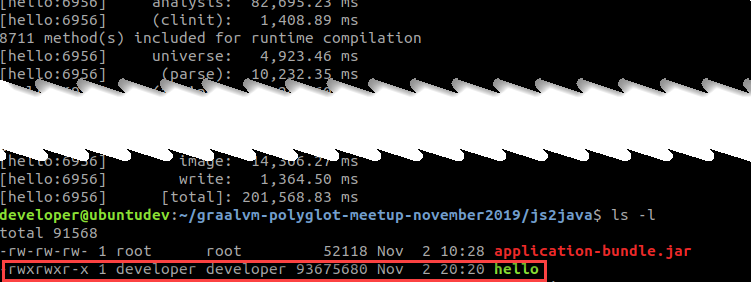 [hello:6956]     analysis:  82,695.23 ms
[hello:6956]     (clinit):   1,408.89 ms
8711 method(s) included for runtime compilation
[hello:6956]     universe:   4,923.46 ms
[hello:6956]      (parse):  10,232.35 ms
[hello:6956]        image:  14,366.27 ms
[hello:6956]        write:   1,364.50 ms
[hello:6956]      [total]: 201,568.83 ms
developer@ubuntudev:~/graalvm-polyglot-meetup-november2019/js2java$ ls -l
total 91568
-rw-rw-rw- 1 root      root         52118 Nov  2 10:28 application-bundle.jar
-rwxrwxr-x 1 developer developer 93675680 Nov  2 20:20 hello